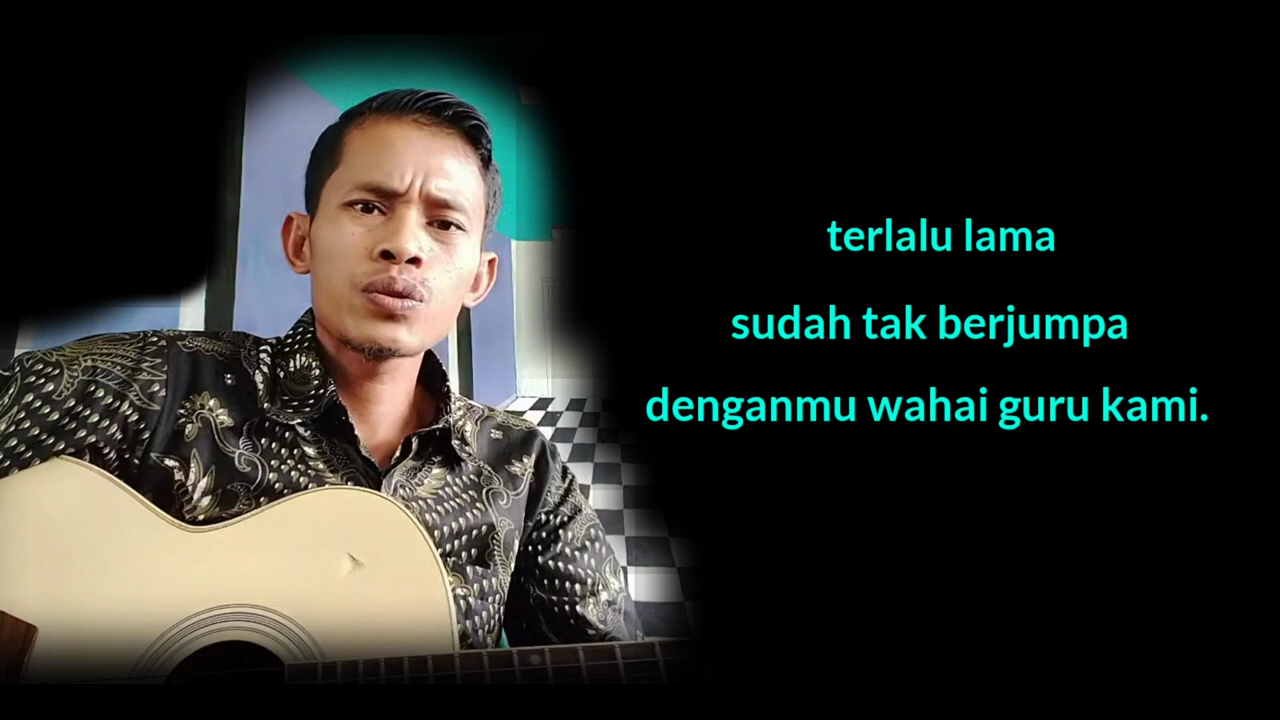 terlalu lama
sudah tak berjumpa
denganmu wahai guru kami.